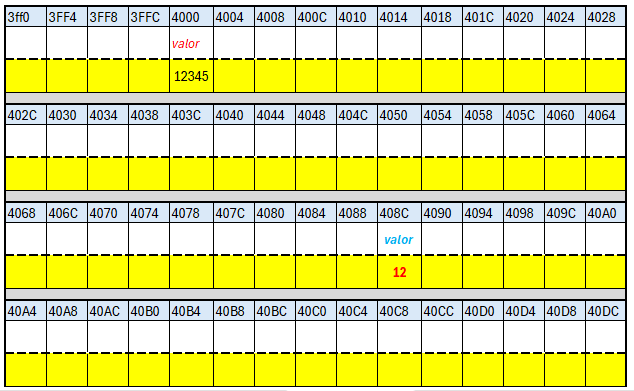 3ff0 3FF4 3FF8 3FFC 4000 4004 4008 400C 4010 4014 4018 401C 4020 4024 4028
valor
12345
402C 4030 4034 4038 403C 4040 4044 4048 404C 4050 4054 4058 405C 4060 4064
4068 406C 4070 4074 4078 407C 4080 4084 4088 408C 4090 4094 4098 409C 40A0
valor
12
40A4 40A8 40AC 40B0 40B4 40B8 40BC 40C0 40C4 40C8 40CC 40D0 40D4 40D8 40DC